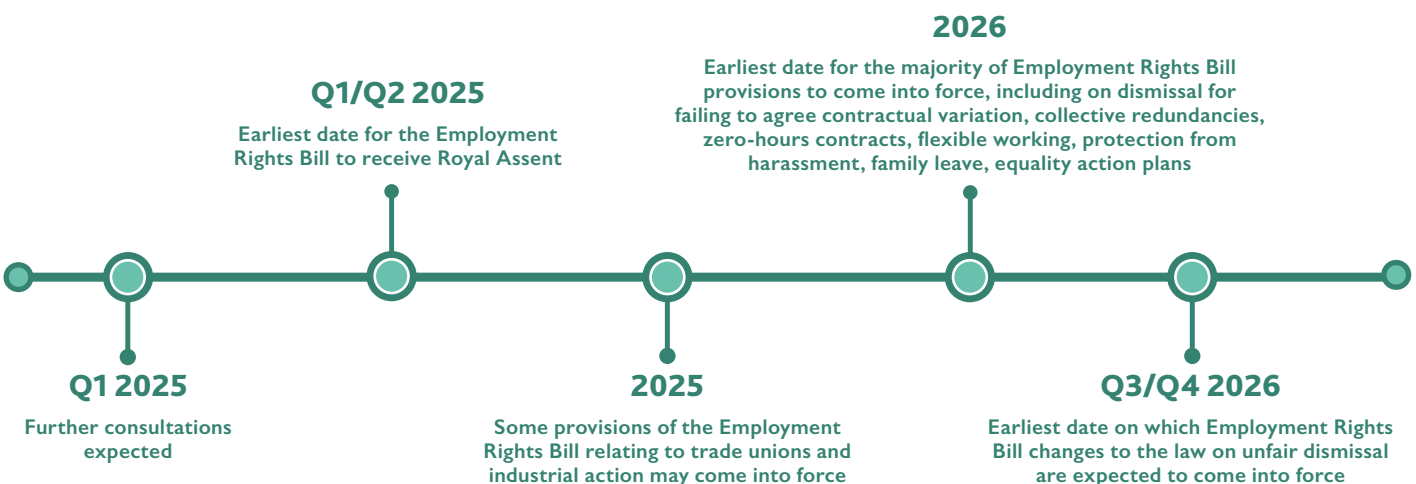 2026
Earliest date for the majority of Employment Rights Bill
provisions to come into force, including on dismissal for
failing to agree contractual variation, collective redundancies,
zero-hours contracts, flexible working, protection from
harassment, family leave, equality action plans
Q1/Q2 2025
Earliest date for the Employment
Rights Bill to receive Royal Assent
Q1 2025
Further consultations
expected
2025
Some provisions of the Employment
Rights Bill relating to trade unions and
industrial action may come into force
Q3/Q4 2026
Earliest date on which Employment Rights
Bill changes to the law on unfair dismissal
are expected to come into force